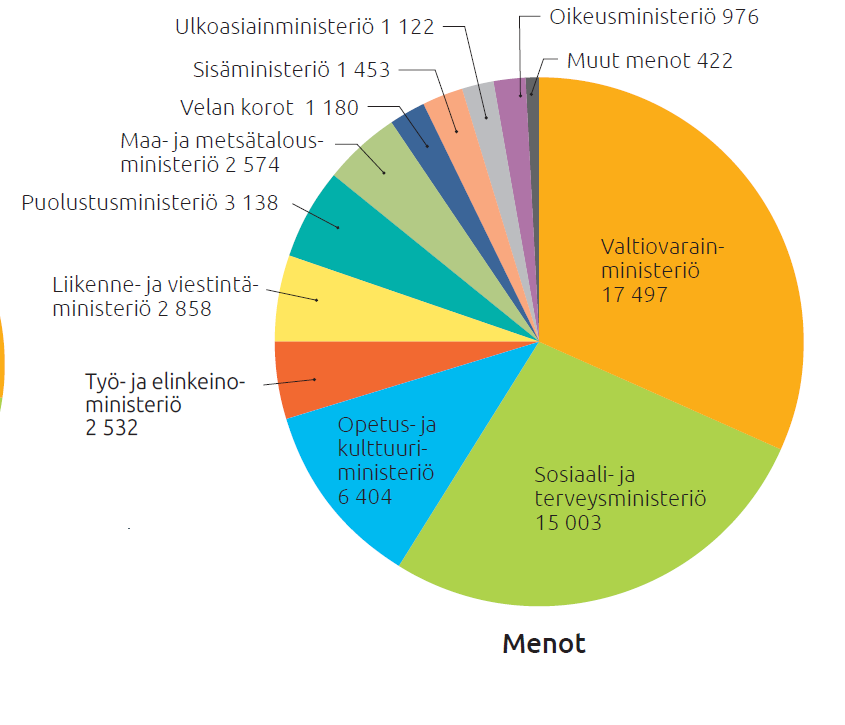 Ulkoasiainministeriö 1 122
Oikeusministeriö 976
Sisäministeriö 1 453
Muut menot 422
Velan korot 1 180
Maa- ja metsätalous-
ministeriö 2 574
Puolustusministeriö 3 138
Valtiovarain-
ministeriö
17 497
Liikenne- ja viestintä-
ministeriö 2 858
Työ- ja elinkeino-
ministeriö
2 532
Opetus- ja
kulttuuri-
ministeriö
6 404
Sosiaali- ja
terveysministeriö
15 003
Menot